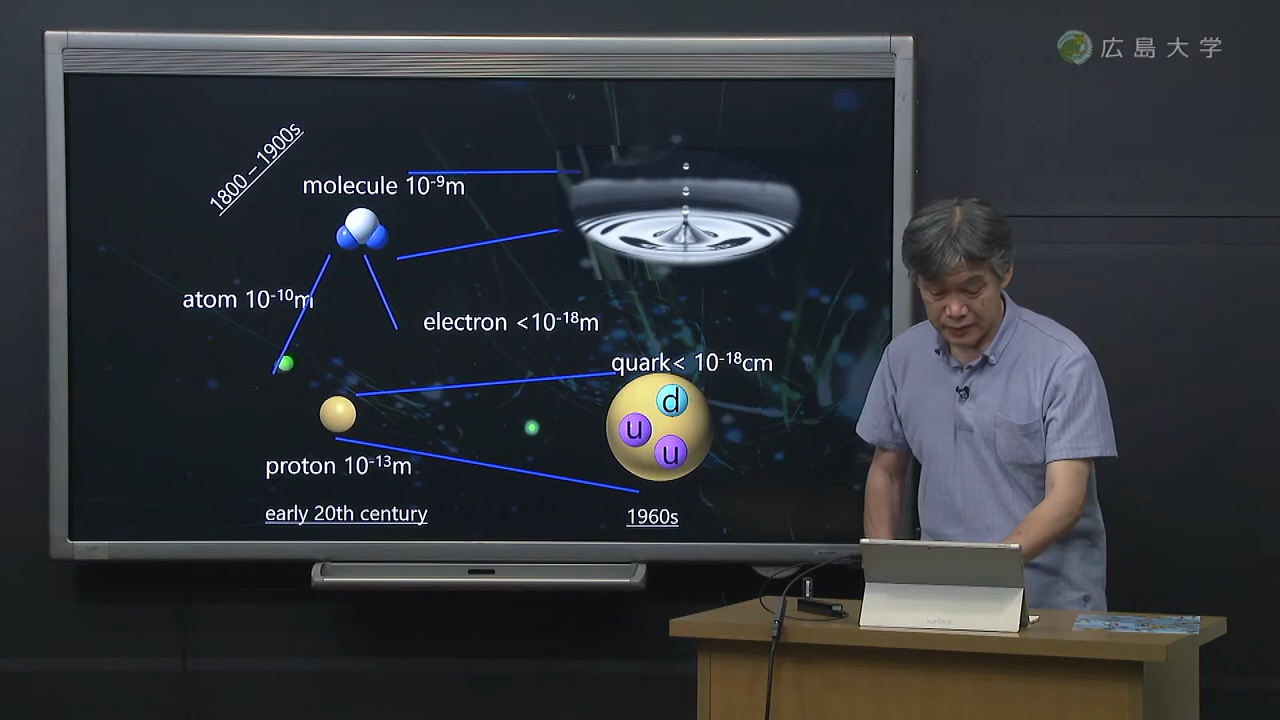 広島大学
1800 – 1900s
molecule 10⁻⁹m
atom 10⁻¹⁰m
electron <10⁻¹⁸m
quark< 10⁻¹⁸cm
d
u
u
proton 10⁻¹³m
early 20th century
1960s
Surface